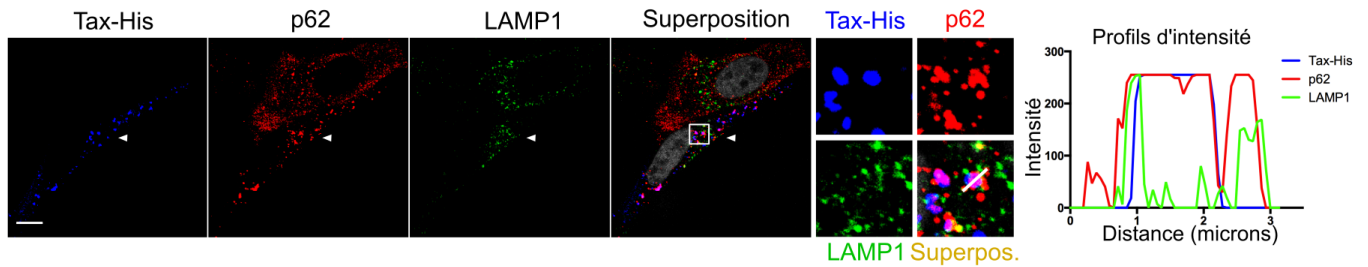 Tax-His p62 LAMP1 Superposition Tax-His p62
Profils d'intensité
Tax-His
p62
LAMP1
300
200
100
0
Intensité
0 1 2 3
Distance (microns)
LAMP1 Superpos.